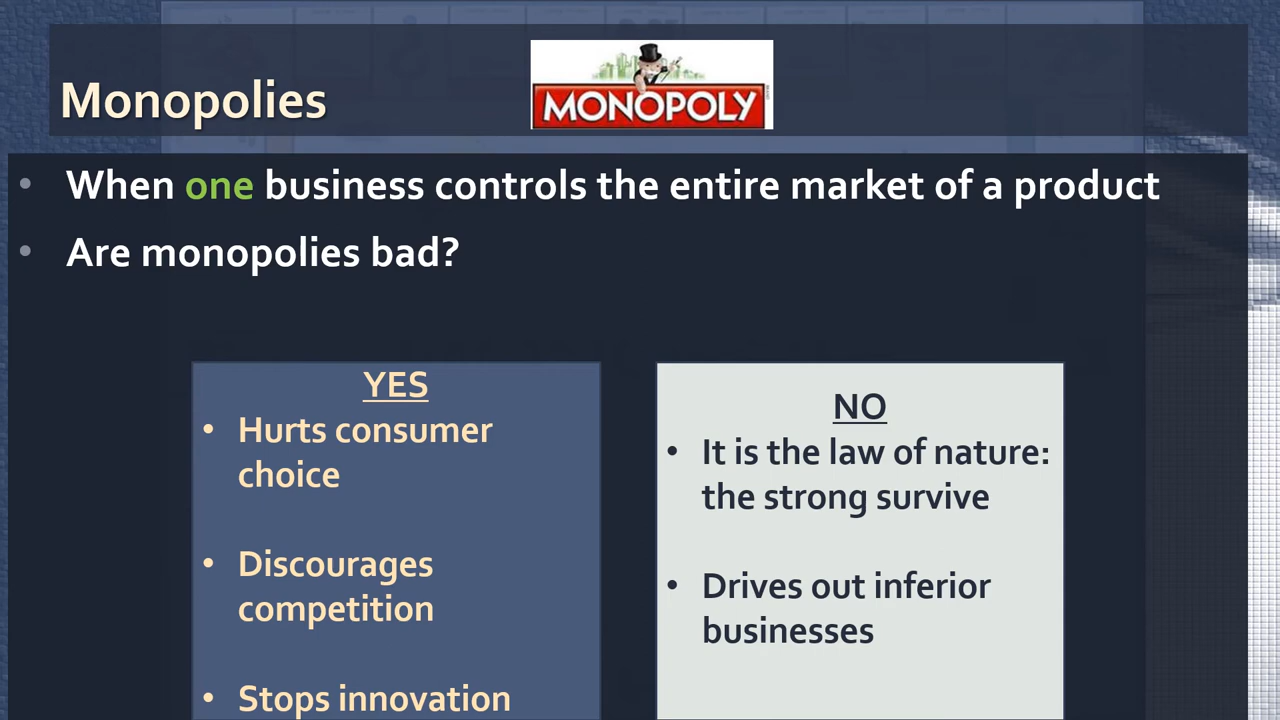 Monopolies
MONOPOLY
When one business controls the entire market of a product
Are monopolies bad?
YES
Hurts consumer
choice
Discourages
competition
Stops innovation
NO
It is the law of nature:
the strong survive
Drives out inferior
businesses